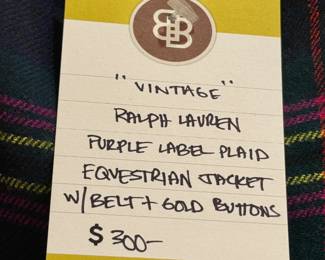 "VINTAGE"
RALPH LAUREN
PURPLE LABEL PLAID
EQUESTRIAN JACKET
W/BELT + GOLD BUTTONS
$300-